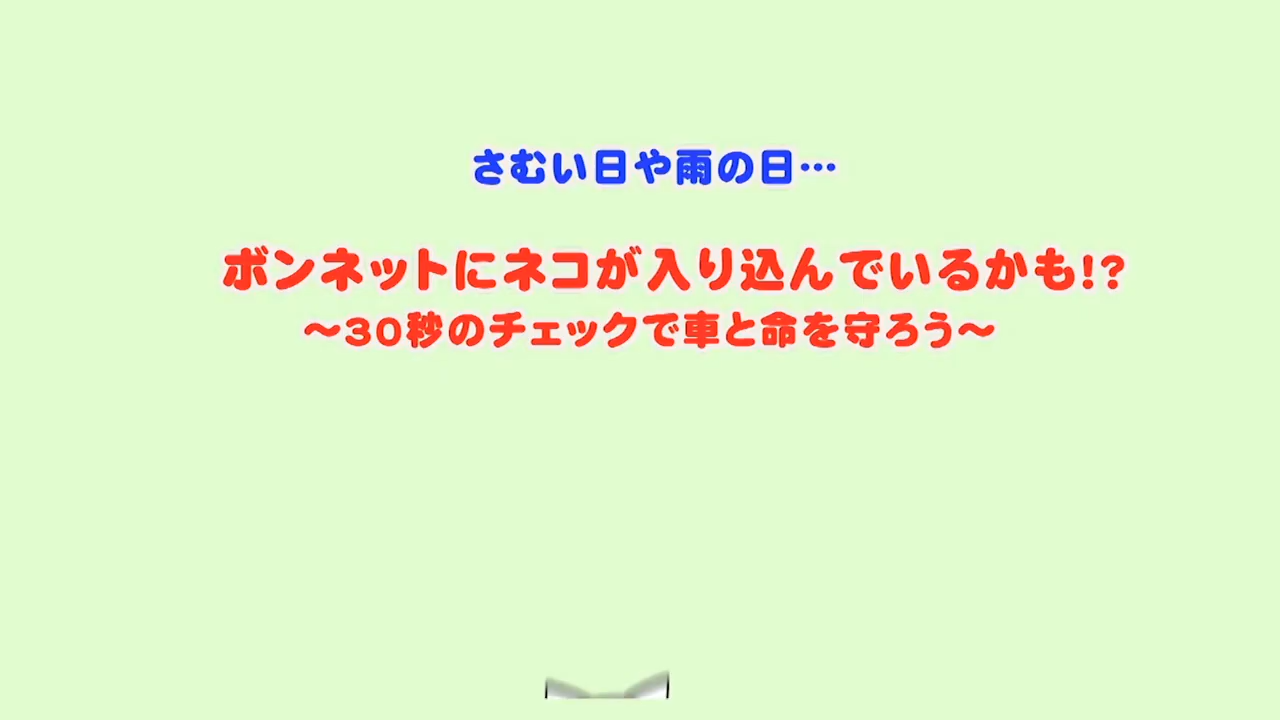 さむい日や雨の日…
ボンネットにネコが入り込んでいるかも!?
～30秒のチェックで車と命を守ろう～